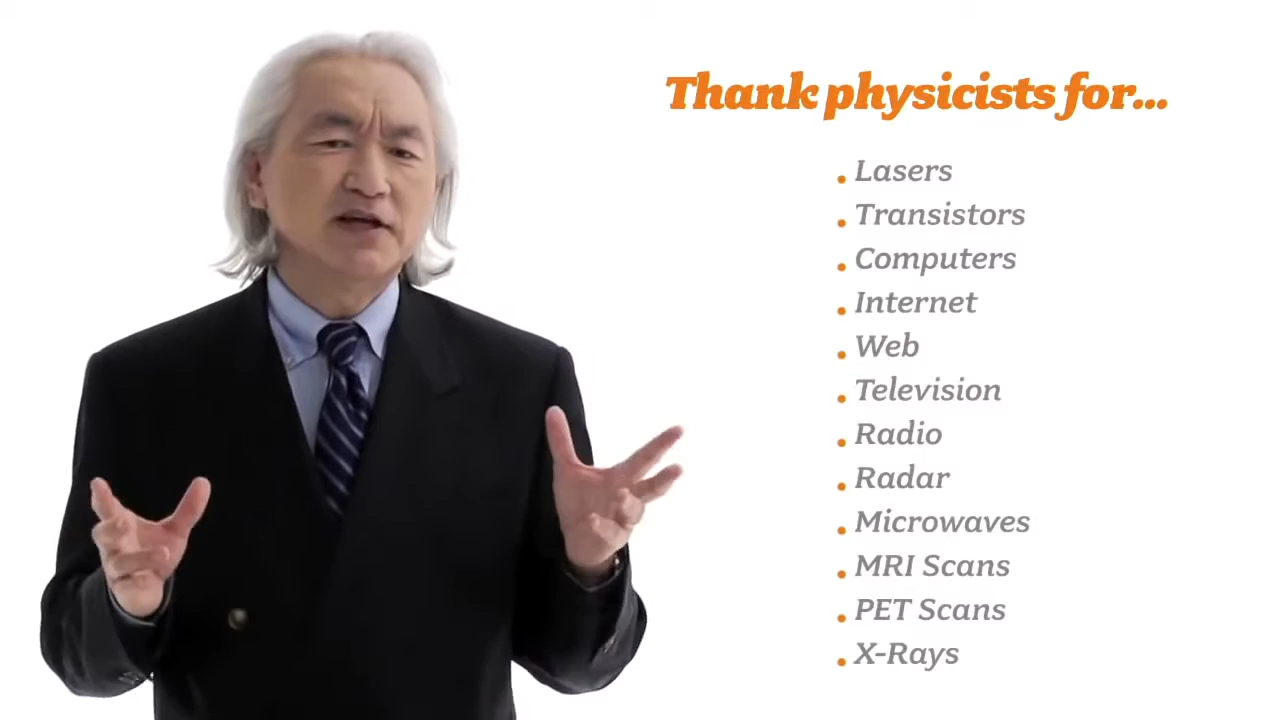 Thank physicists for...
Lasers
Transistors
Computers
Internet
Web
Television
Radio
Radar
Microwaves
MRI Scans
PET Scans
X-Rays